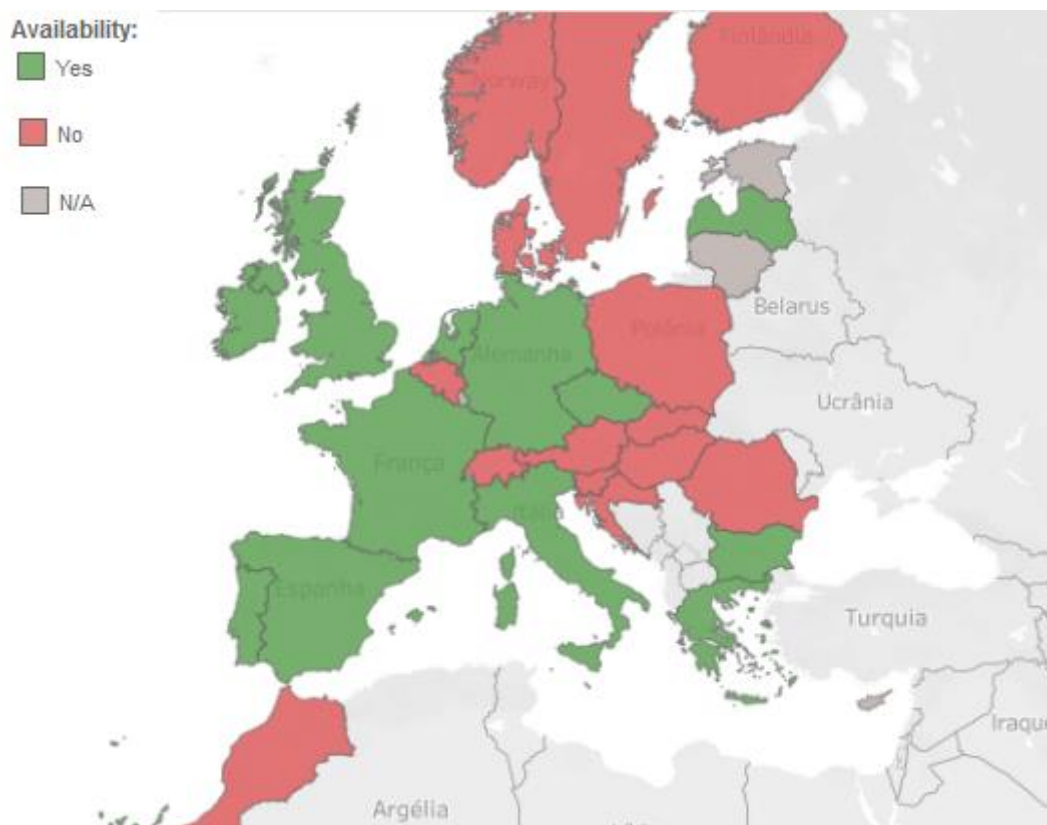 Availability:
Yes
No
N/A
Finlândia
Norway
Belarus
Polônia
Alemanha
Ucrânia
França
Itália
Espanha
Turquia
Iraque
Argélia